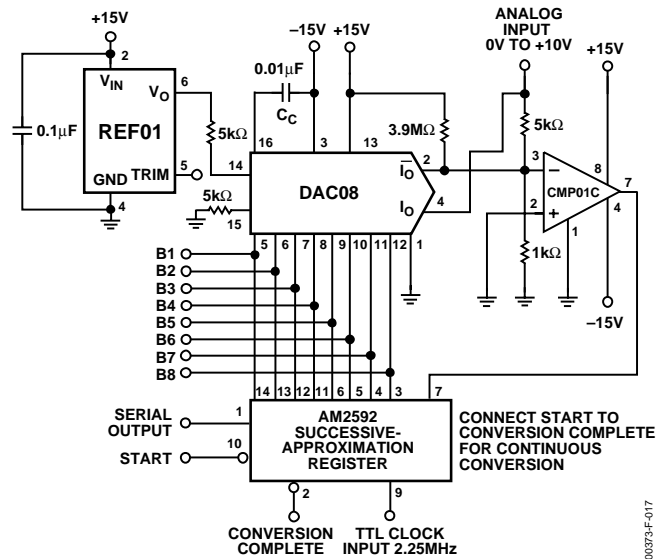 +15V
2
VIN
VO
6
REF01
0.1µF
GND
TRIM
5
4
5kΩ
5kΩ
–15V
0.01µF
CC
+15V
16
3
13
14
15
DAC08
3.9MΩ
IO
2
IO
4
5 6 7 8 9 10 11 12 1
ANALOG
INPUT
0V TO +10V
5kΩ
+15V
3
–
8
CMP01C
7
2
+
4
1
1kΩ
–15V
B1
B2
B3
B4
B5
B6
B7
B8
14 13 12 11 6 5 4 3 7
SERIAL
OUTPUT
1
START
10
AM2592
SUCCESSIVE-
APPROXIMATION
REGISTER
CONNECT START TO
CONVERSION COMPLETE
FOR CONTINUOUS
CONVERSION
2
9
CONVERSION
COMPLETE
TTL CLOCK
INPUT 2.25MHz
00373-F-017